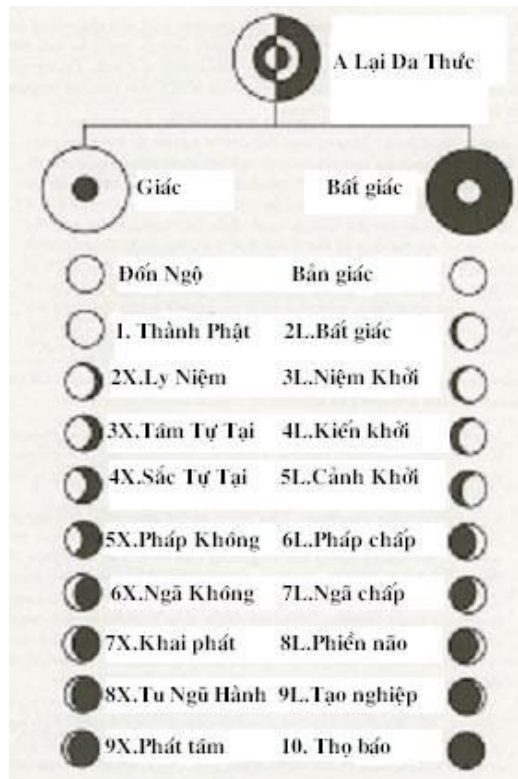 A Lại Da Thức
Giác Bất giác
Đốn Ngộ Bản giác
1. Thành Phật 2L.Bất giác
2X.Ly Niệm 3L.Niệm Khởi
3X.Tâm Tự Tại 4L.Kiến khởi
4X.Sắc Tự Tại 5L.Cảnh Khởi
5X.Pháp Không 6L.Pháp chấp
6X.Ngã Không 7L.Ngã chấp
7X.Khai phát 8L.Phiền não
8X.Tu Ngũ Hành 9L.Tạo nghiệp
9X.Phát tâm 10. Thọ báo